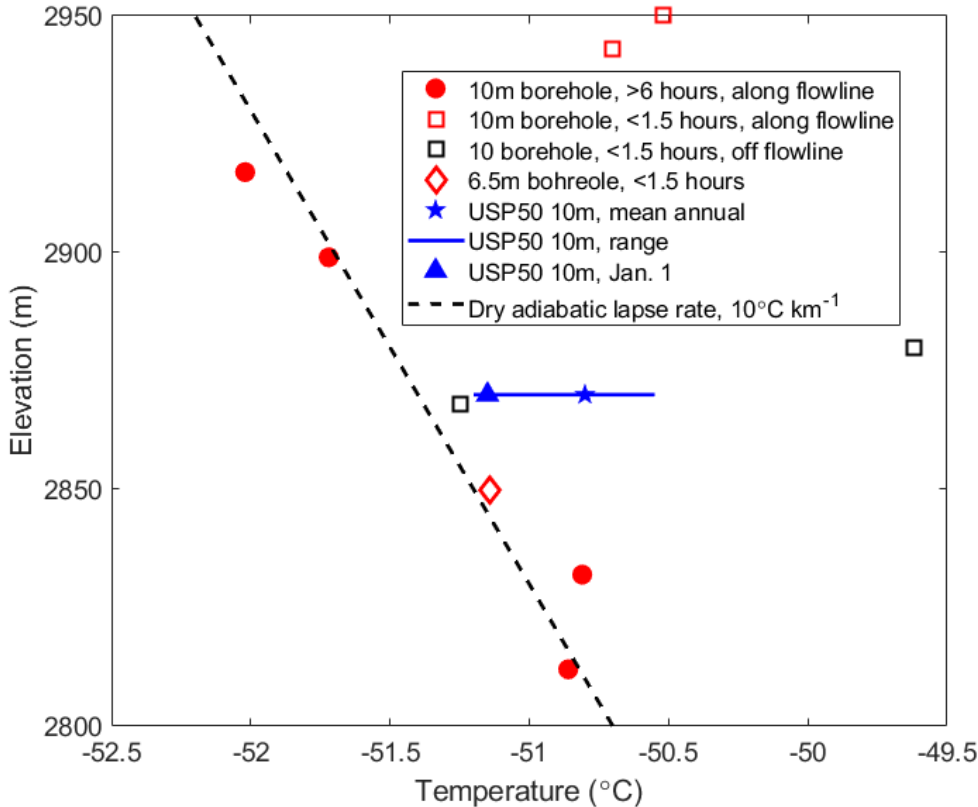 2950
2900
2850
2800
Elevation (m)
10m borehole, >6 hours, along flowline
10m borehole, <1.5 hours, along flowline
10 borehole, <1.5 hours, off flowline
6.5m bohreole, <1.5 hours
USP50 10m, mean annual
USP50 10m, range
USP50 10m, Jan. 1
Dry adiabatic lapse rate, 10°C km⁻¹
-52.5 -52 -51.5 -51 -50.5 -50 -49.5
Temperature (°C)